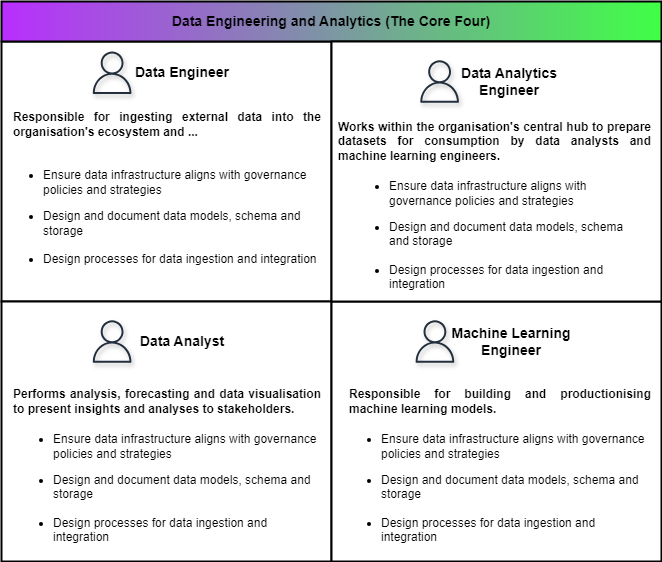 Data Engineering and Analytics (The Core Four)
Data Engineer
Responsible for ingesting external data into the
organisation's ecosystem and ...
• Ensure data infrastructure aligns with governance
policies and strategies
• Design and document data models, schema and
storage
• Design processes for data ingestion and integration
Data Analytics
Engineer
Works within the organisation's central hub to prepare
datasets for consumption by data analysts and
machine learning engineers.
• Ensure data infrastructure aligns with
governance policies and strategies
• Design and document data models, schema
and storage
• Design processes for data ingestion and
integration
Data Analyst
Performs analysis, forecasting and data visualisation
to present insights and analyses to stakeholders.
• Ensure data infrastructure aligns with governance
policies and strategies
• Design and document data models, schema and
storage
• Design processes for data ingestion and
integration
Machine Learning
Engineer
Responsible for building and productionising
machine learning models.
• Ensure data infrastructure aligns with governance
policies and strategies
• Design and document data models, schema and
storage
• Design processes for data ingestion and
integration